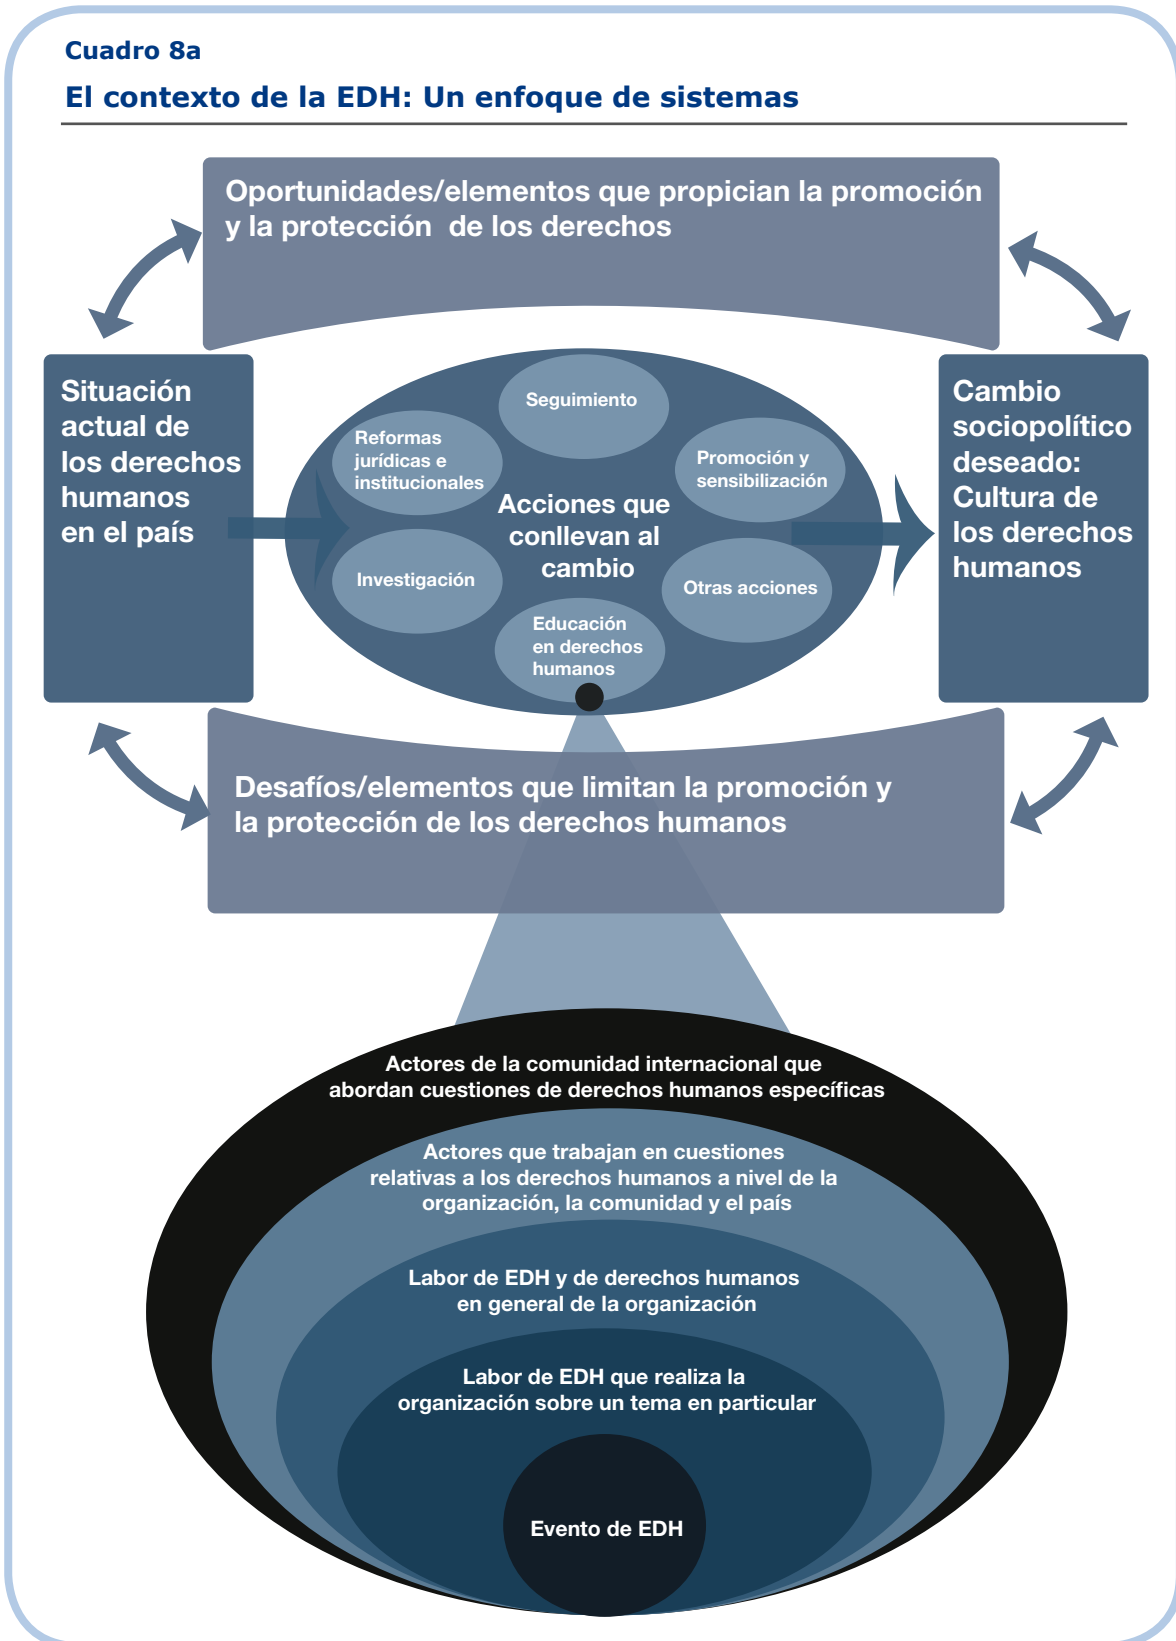 Cuadro 8a
El contexto de la EDH: Un enfoque de sistemas
Oportunidades/elementos que propician la promoción
y la protección de los derechos
Situación
actual de
los derechos
humanos
en el país
Seguimiento
Reformas
jurídicas e
institucionales
Promoción y
sensibilización
Acciones que
conllevan al
cambio
Investigación
Otras acciones
Educación
en derechos
humanos
Cambio
sociopolítico
deseado:
Cultura de
los derechos
humanos
Desafíos/elementos que limitan la promoción y
la protección de los derechos humanos
Actores de la comunidad internacional que
abordan cuestiones de derechos humanos específicas
Actores que trabajan en cuestiones
relativas a los derechos humanos a nivel de la
organización, la comunidad y el país
Labor de EDH y de derechos humanos
en general de la organización
Labor de EDH que realiza la
organización sobre un tema en particular
Evento de EDH